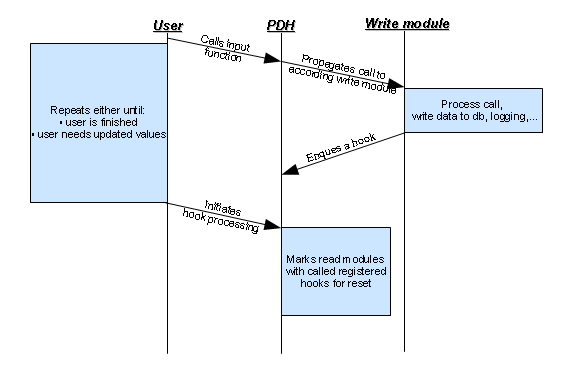 User
PDH
Write module
Calls input
function
Propagates call to
according write module
Repeats either until:
• user is finished
• user needs updated values
Process call,
write data to db, logging,...
Enques a hook
Initiates
hook processing
Marks read modules
with called registered
hooks for reset